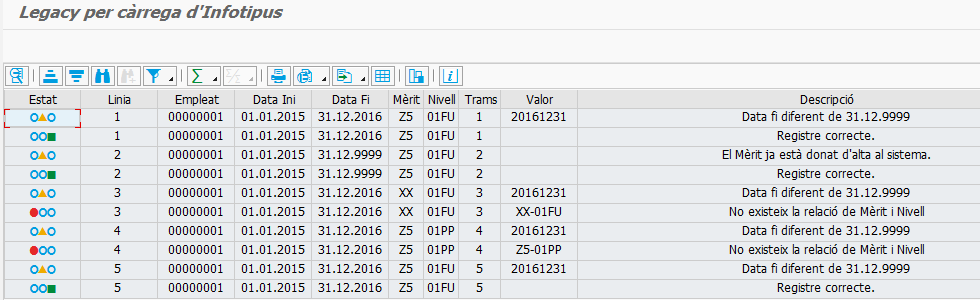 Legacy per càrrega d'Infotipus
Estat Linia Empleat Data Ini Data Fi Mèrit Nivell Trams Valor Descripció
1 00000001 01.01.2015 31.12.2016 Z5 01FU 1 20161231 Data fi diferent de 31.12.9999
1 00000001 01.01.2015 31.12.2016 Z5 01FU 1 Registre correcte.
2 00000001 01.01.2015 31.12.9999 Z5 01FU 2 El Mèrit ja està donat d'alta al sistema.
2 00000001 01.01.2015 31.12.9999 Z5 01FU 2 Registre correcte.
3 00000001 01.01.2015 31.12.2016 XX 01FU 3 20161231 Data fi diferent de 31.12.9999
3 00000001 01.01.2015 31.12.2016 XX 01FU 3 XX-01FU No existeix la relació de Mèrit i Nivell
4 00000001 01.01.2015 31.12.2016 Z5 01PP 4 20161231 Data fi diferent de 31.12.9999
4 00000001 01.01.2015 31.12.2016 Z5 01PP 4 Z5-01PP No existeix la relació de Mèrit i Nivell
5 00000001 01.01.2015 31.12.2016 Z5 01FU 5 20161231 Data fi diferent de 31.12.9999
5 00000001 01.01.2015 31.12.2016 Z5 01FU 5 Registre correcte.